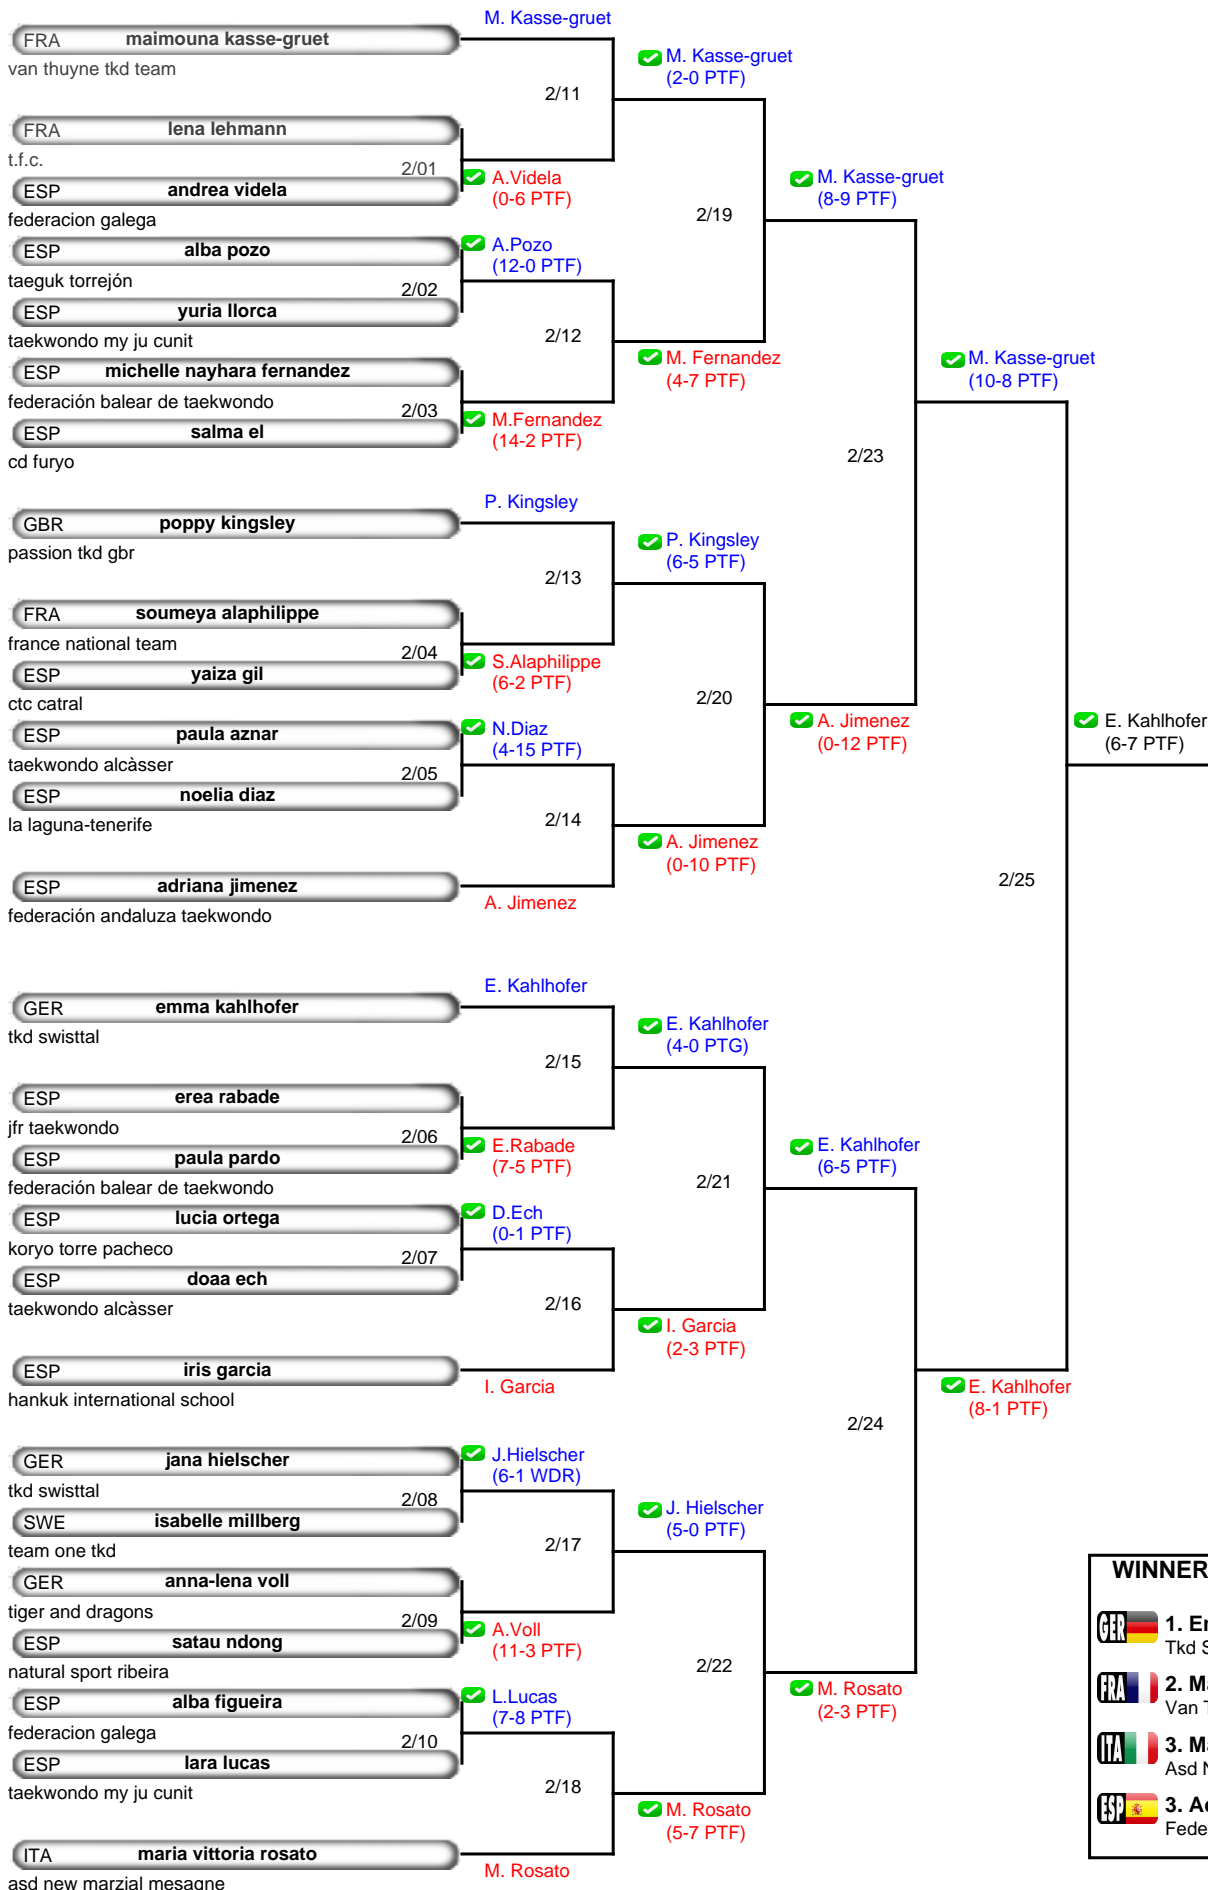 M. Kasse-gruet
FRA maimouna kasse-gruet
van thuyne tkd team
M. Kasse-gruet
(2-0 PTF)
2/11
FRA lena lehmann
t.f.c.
2/01
ESP andrea videla
federacion galega
A.Videla
(0-6 PTF)
M. Kasse-gruet
(8-9 PTF)
2/19
ESP alba pozo
taeguk torrejón
A.Pozo
(12-0 PTF)
2/02
ESP yuria llorca
taekwondo my ju cunit
2/12
ESP michelle nayhara fernandez
federación balear de taekwondo
M. Fernandez
(4-7 PTF)
2/03
ESP salma el
cd furyo
M.Fernandez
(14-2 PTF)
M. Kasse-gruet
(10-8 PTF)
2/23
P. Kingsley
GBR poppy kingsley
passion tkd gbr
P. Kingsley
(6-5 PTF)
2/13
FRA soumeya alaphilippe
france national team
2/04
ESP yaiza gil
ctc catral
S.Alaphilippe
(6-2 PTF)
2/20
ESP paula aznar
taekwondo alcàsser
N.Diaz
(4-15 PTF)
A. Jimenez
(0-12 PTF)
E. Kahlhofer
(6-7 PTF)
2/05
ESP noelia diaz
la laguna-tenerife
2/14
A. Jimenez
(0-10 PTF)
ESP adriana jimenez
federación andaluza taekwondo
A. Jimenez
2/25
E. Kahlhofer
GER emma kahlhofer
tkd swisttal
E. Kahlhofer
(4-0 PTG)
2/15
ESP erea rabade
jfr taekwondo
2/06
ESP paula pardo
federación balear de taekwondo
E.Rabade
(7-5 PTF)
E. Kahlhofer
(6-5 PTF)
2/21
ESP lucia ortega
koryo torre pacheco
D.Ech
(0-1 PTF)
2/07
ESP doaa ech
taekwondo alcàsser
2/16
I. Garcia
(2-3 PTF)
ESP iris garcia
hankuk international school
I. Garcia
E. Kahlhofer
(8-1 PTF)
2/24
GER jana hielscher
tkd swisttal
J.Hielscher
(6-1 WDR)
2/08
SWE isabelle millberg
team one tkd
J. Hielscher
(5-0 PTF)
2/17
GER anna-lena voll
tiger and dragons
2/09
ESP satau ndong
natural sport ribeira
A.Voll
(11-3 PTF)
2/22
ESP alba figueira
federacion galega
L.Lucas
(7-8 PTF)
M. Rosato
(2-3 PTF)
2/10
ESP lara lucas
taekwondo my ju cunit
2/18
M. Rosato
(5-7 PTF)
ITA maria vittoria rosato
asd new marzial mesagne
M. Rosato
WINNER
GER 1. Er
Tkd S
FRA 2. Ma
Van T
ITA 3. Ma
Asd N
ESP 3. Ac
Fede